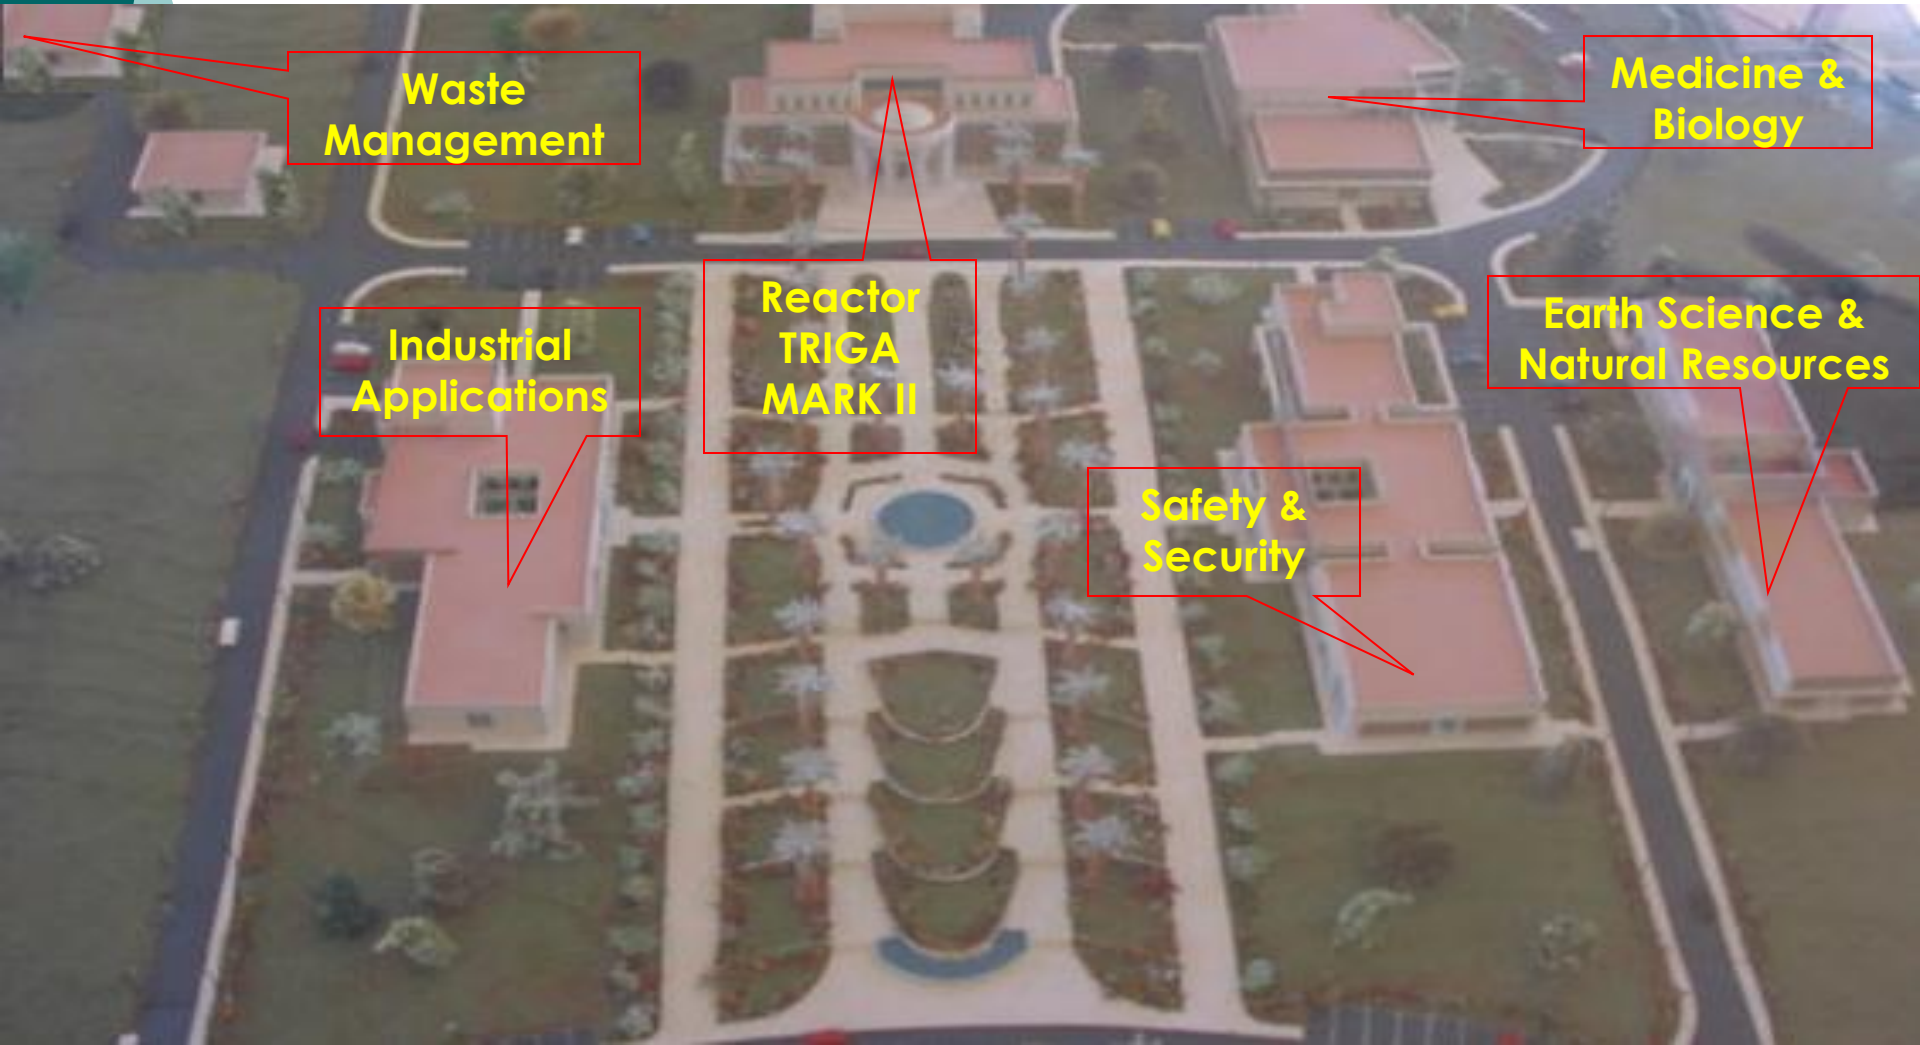 Waste
Management
Medicine &
Biology
Reactor
TRIGA
MARK II
Earth Science &
Natural Resources
Industrial
Applications
Safety &
Security